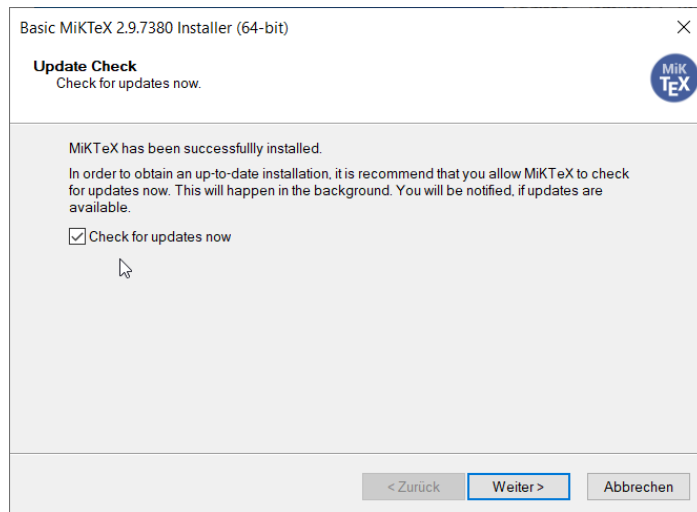 Basic MiKTeX 2.9.7380 Installer (64-bit)
Update Check
Check for updates now.
MiK
TEX
MiKTeX has been successfullly installed.
In order to obtain an up-to-date installation, it is recommend that you allow MiKTeX to check
for updates now. This will happen in the background. You will be notified, if updates are
available.
Check for updates now
< Zurück
Weiter >
Abbrechen